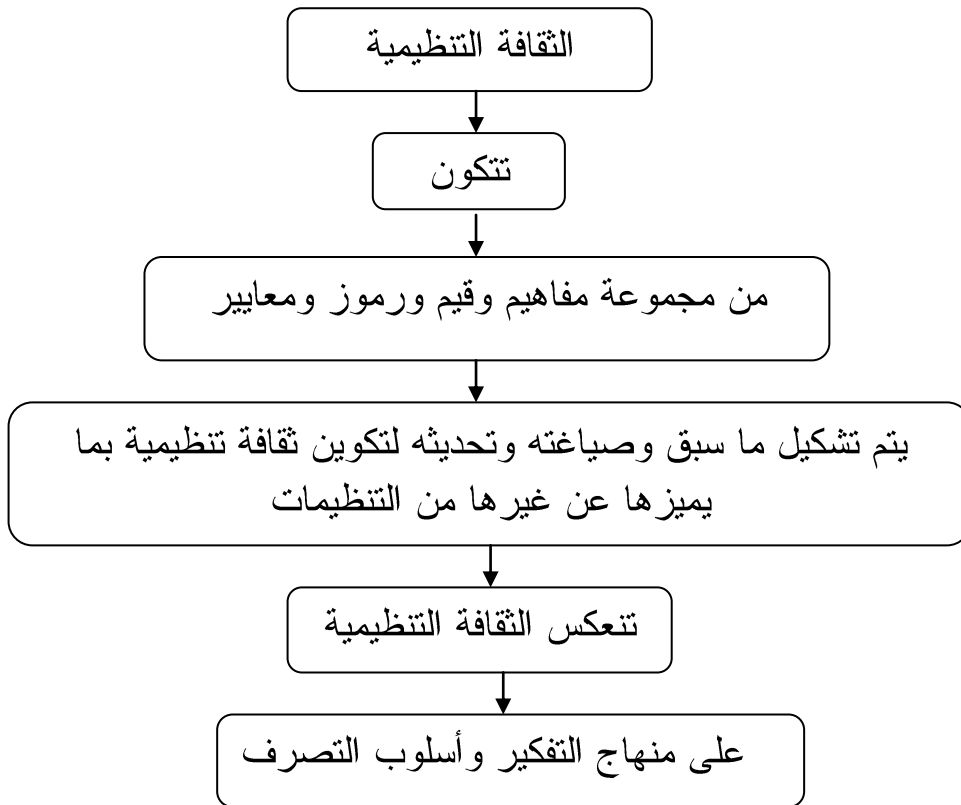 الثقافة التنظيمية
تتكون
من مجموعة مفاهيم وقيم ورموز ومعايير
يتم تشكيل ما سبق وصياغته وتحديثه لتكوين ثقافة تنظيمية بما
يميزها عن غيرها من التنظيمات
تنعكس الثقافة التنظيمية
على منهاج التفكير وأسلوب التصرف